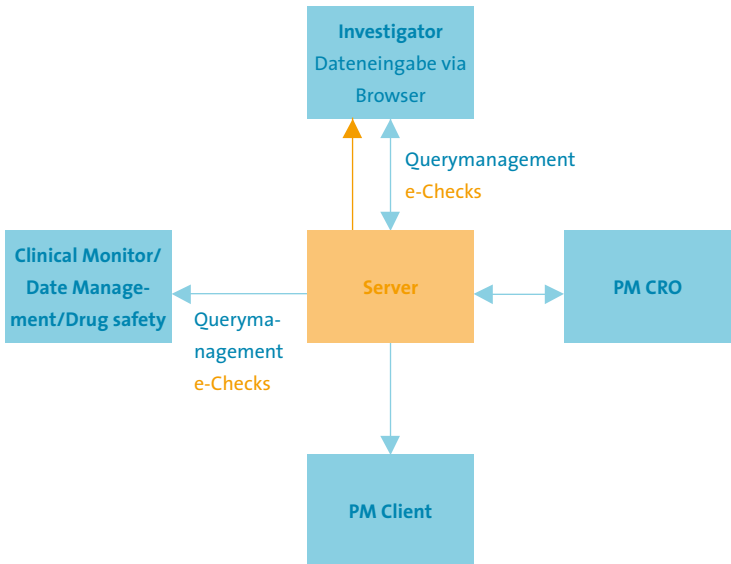 Investigator
Dateneingabe via
Browser
Querymanagement
e-Checks
Clinical Monitor/
Date Manage-
ment/Drug safety
Server
PM CRO
Queryma-
nagement
e-Checks
PM Client